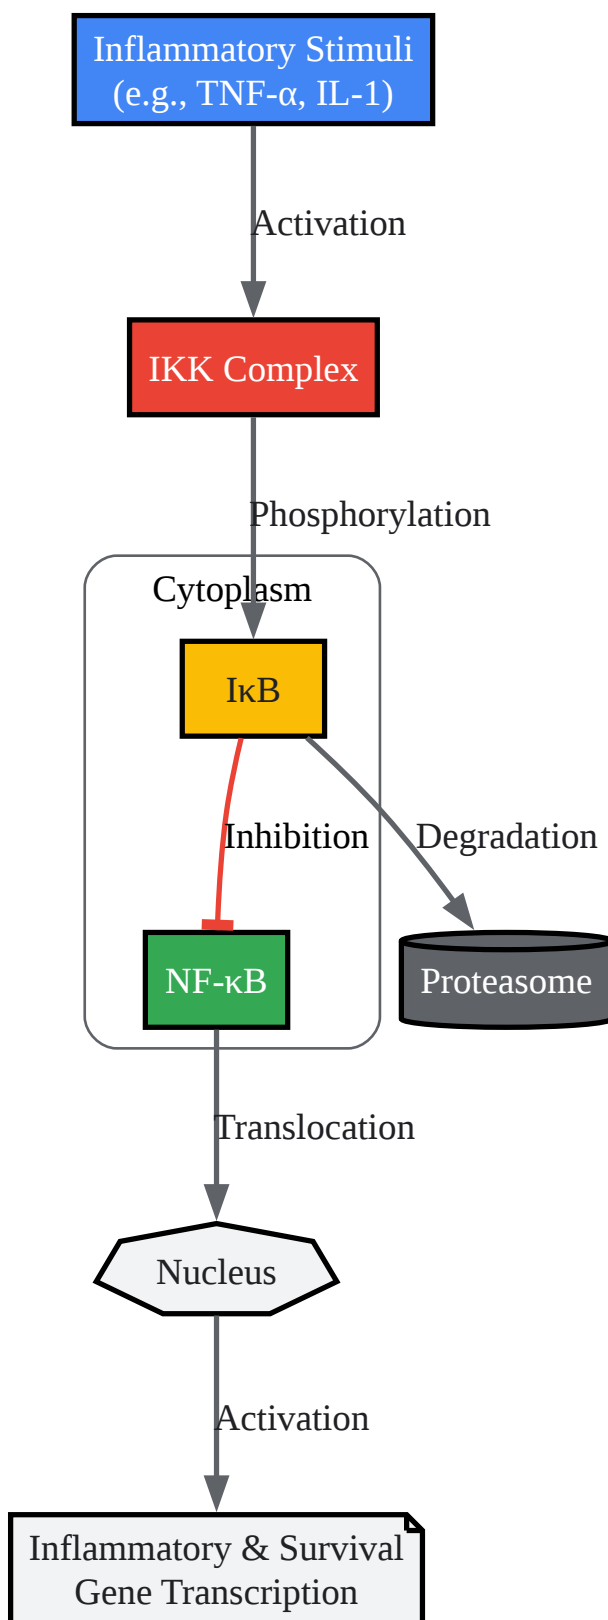 Inflammatory Stimuli
(e.g., TNF-α, IL-1)
Activation
IKK Complex
Phosphorylation
Cytoplasm
IκB
Inhibition
Degradation
NF-κB
Proteasome
Translocation
Nucleus
Activation
Inflammatory & Survival
Gene Transcription